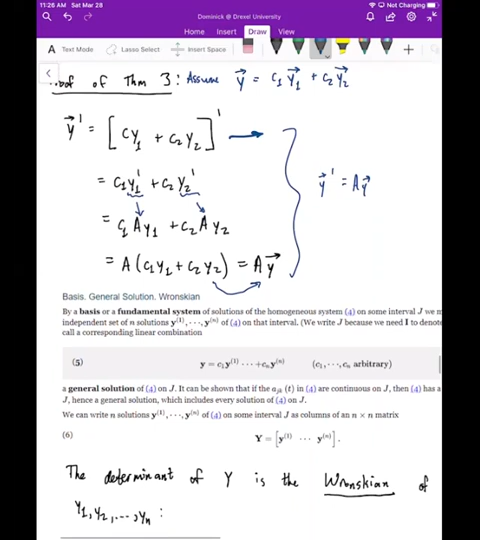 11:26 AM Sat Mar 28
Not Charging
Dominick @ Drexel University
Home Insert Draw View
Text Mode Lasso Select Insert Space
of Thm 3: Assume y⃗ = c₁y₁⃗ + c₂y₂⃗
y⃗' = [cy₁ + c₂y₂]'
= c₁y₁' + c₂y₂'
y⃗' = Ay⃗
= c₁Ay₁ + c₂Ay₂
= A(c₁y₁ + c₂y₂) = Ay⃗
Basis. General Solution. Wronskian
By a basis or a fundamental system of solutions of the homogeneous system (4) on some interval J we m
independent set of n solutions y⁽¹⁾, ⋯, y⁽ⁿ⁾ of (4) on that interval. (We write J because we need I to denote
call a corresponding linear combination
(5) y = c₁y⁽¹⁾ ⋯ +cₙy⁽ⁿ⁾ (c₁, ⋯, cₙ arbitrary)
a general solution of (4) on J. It can be shown that if the aⱼₖ(t) in (4) are continuous on J, then (4) has a
J, hence a general solution, which includes every solution of (4) on J.
We can write n solutions y⁽¹⁾, ⋯, y⁽ⁿ⁾ of (4) on some interval J as columns of an n × n matrix
(6) Y = [y⁽¹⁾ ⋯ y⁽ⁿ⁾].
The determinant of Y is the Wronskian of
y₁, y₂, ..., yₙ :